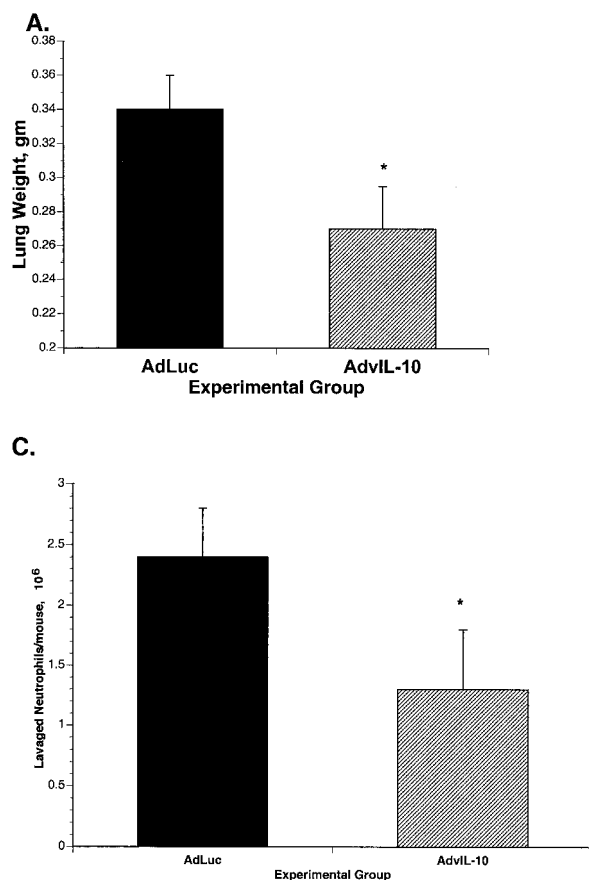 A.
0.38
0.36
0.34
0.32
0.3
0.28
0.26
0.24
0.22
0.2
Lung Weight, gm
*
AdLuc AdvIL-10
Experimental Group
C.
3
2.5
2
1.5
1
0.5
0
Lavaged Neutrophils/mouse, 10⁶
*
AdLuc AdvIL-10
Experimental Group